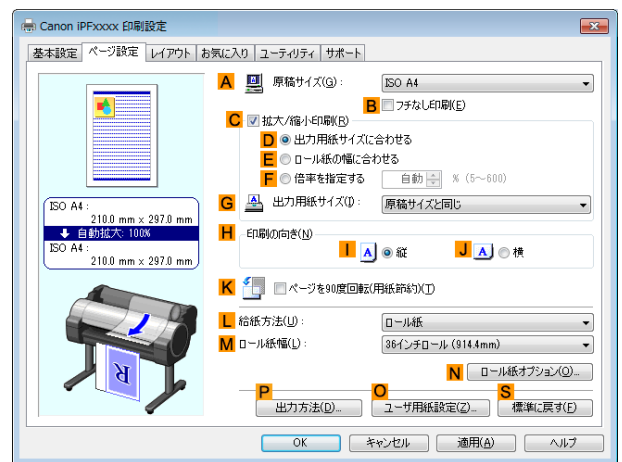 Canon iPFxxxx 印刷設定
基本設定 ページ設定 レイアウト お気に入り ユーティリティ サポート
A 原稿サイズ(G): ISO A4
B フチなし印刷(E)
C 拡大/縮小印刷(R)
D 出力用紙サイズに合わせる
E ロール紙の幅に合わせる
F 倍率を指定する 自動 % (5~600)
G 出力用紙サイズ(I): 原稿サイズと同じ
ISO A4:
210.0 mm x 297.0 mm
自動拡大: 100%
ISO A4:
210.0 mm x 297.0 mm
H 印刷の向き(N)
I A 縦 J A 横
K ページを90度回転(用紙節約)(T)
L 給紙方法(U): ロール紙
M ロール紙幅(L): 36インチロール (914.4mm)
R
N ロール紙オプション(O)...
P O S
出力方法(D)... ユーザ用紙設定(Z)... 標準に戻す(F)
OK キャンセル 適用(A) ヘルプ